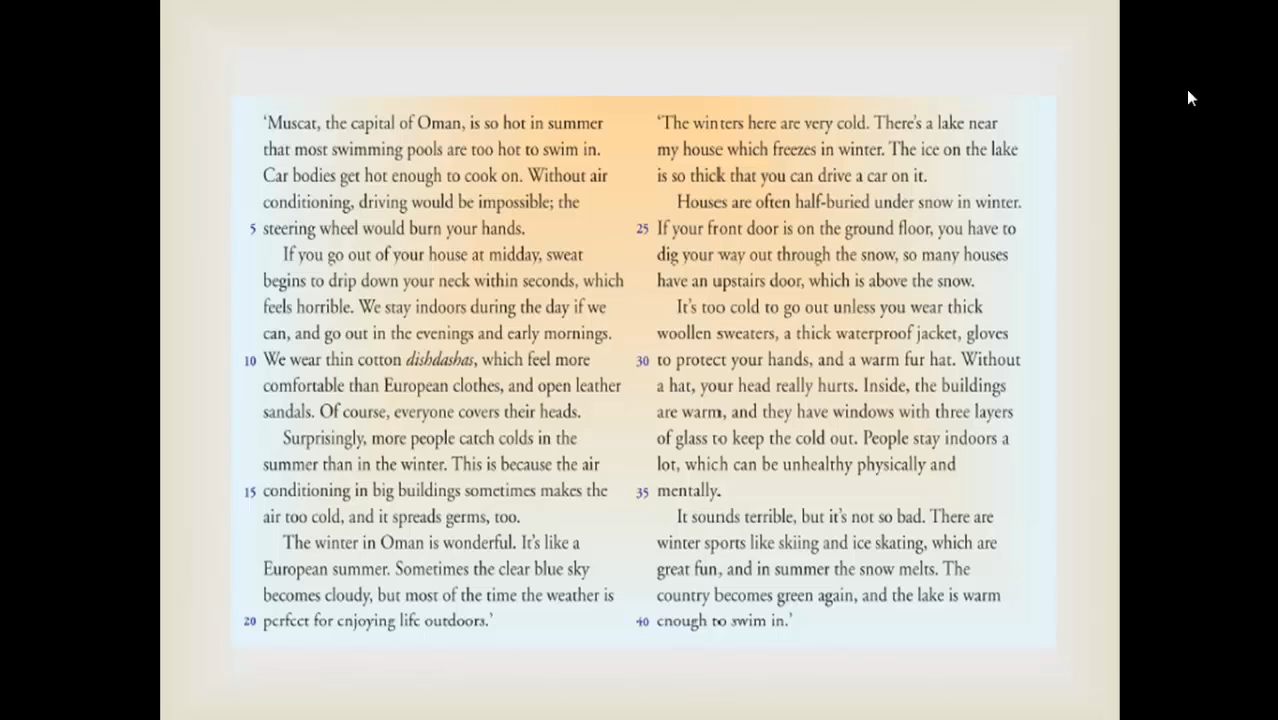 'Muscat, the capital of Oman, is so hot in summer
that most swimming pools are too hot to swim in.
Car bodies get hot enough to cook on. Without air
conditioning, driving would be impossible; the
5 steering wheel would burn your hands.
If you go out of your house at midday, sweat
begins to drip down your neck within seconds, which
feels horrible. We stay indoors during the day if we
can, and go out in the evenings and early mornings.
10 We wear thin cotton dishdashas, which feel more
comfortable than European clothes, and open leather
sandals. Of course, everyone covers their heads.
Surprisingly, more people catch colds in the
summer than in the winter. This is because the air
15 conditioning in big buildings sometimes makes the
air too cold, and it spreads germs, too.
The winter in Oman is wonderful. It's like a
European summer. Sometimes the clear blue sky
becomes cloudy, but most of the time the weather is
20 perfect for enjoying life outdoors.'
'The winters here are very cold. There's a lake near
my house which freezes in winter. The ice on the lake
is so thick that you can drive a car on it.
Houses are often half-buried under snow in winter.
25 If your front door is on the ground floor, you have to
dig your way out through the snow, so many houses
have an upstairs door, which is above the snow.
It's too cold to go out unless you wear thick
woollen sweaters, a thick waterproof jacket, gloves
30 to protect your hands, and a warm fur hat. Without
a hat, your head really hurts. Inside, the buildings
are warm, and they have windows with three layers
of glass to keep the cold out. People stay indoors a
lot, which can be unhealthy physically and
35 mentally.
It sounds terrible, but it's not so bad. There are
winter sports like skiing and ice skating, which are
great fun, and in summer the snow melts. The
country becomes green again, and the lake is warm
40 enough to swim in.'